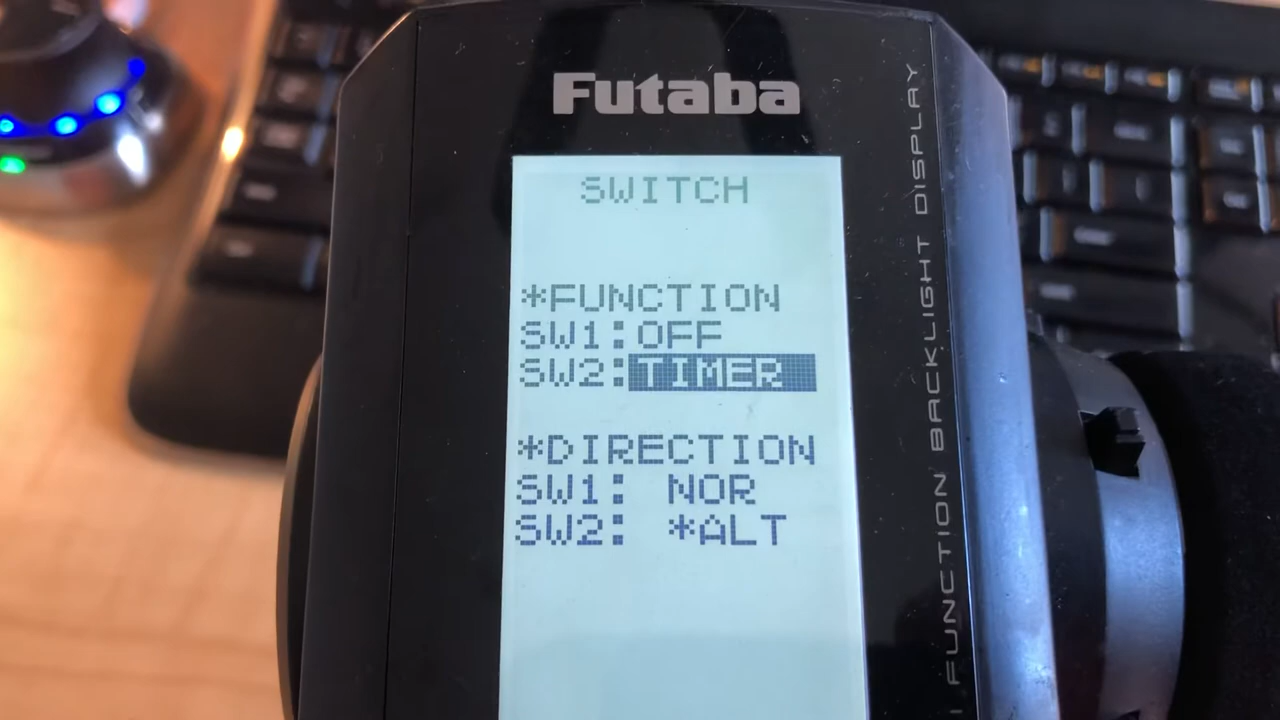 Futaba
SWITCH
*FUNCTION
SW1:OFF
SW2:TIMER
*DIRECTION
SW1: NOR
SW2: *ALT
FUNCTION BACKLIGHT DISPLAY